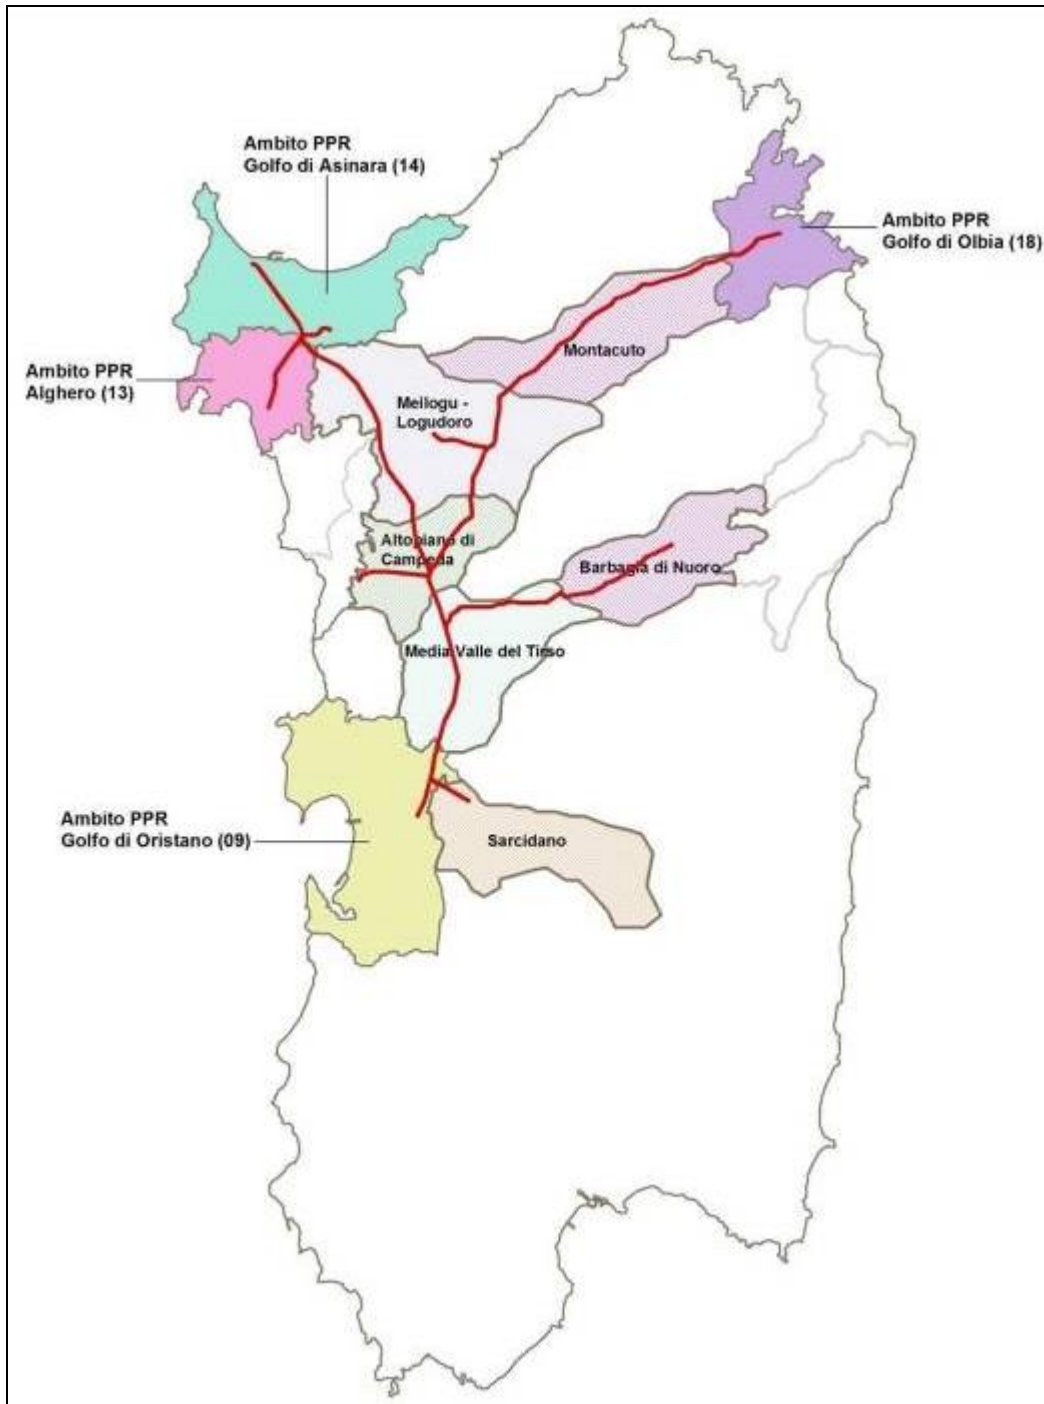 Ambito PPR
Golfo di Asinara (14)
Ambito PPR
Golfo di Olbia (18)
Montacuto
Ambito PPR
Alghero (13)
Meilogu -
Logudoro
Altopiano di
Campeda
Barbagia di Nuoro
Media Valle del Tirso
Ambito PPR
Golfo di Oristano (09)
Sarcidano